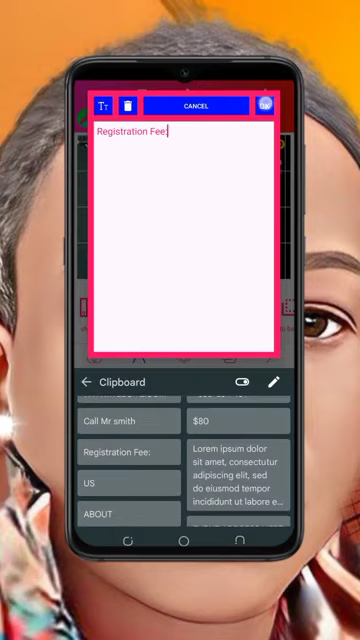 TT
CANCEL
OK
Registration Fee:
Clipboard
Call Mr smith
$80
Registration Fee:
Lorem ipsum dolor
sit amet, consectetur
adipiscing elit, sed
do eiusmod tempor
incididunt ut labore e...
US
ABOUT